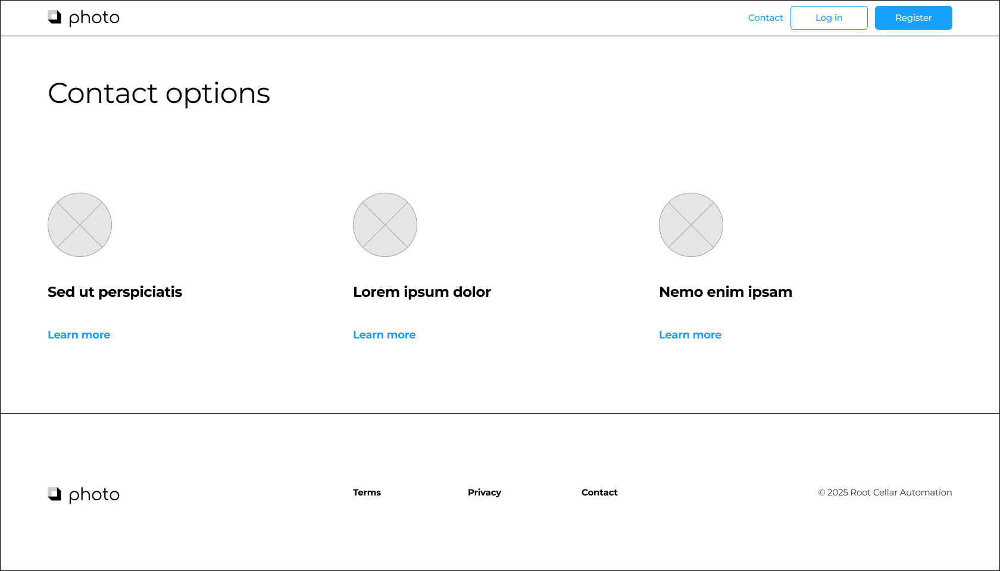 photo
Contact
Log in
Register
Contact options
Sed ut perspiciatis
Learn more
Lorem ipsum dolor
Learn more
Nemo enim ipsam
Learn more
photo
Terms
Privacy
Contact
© 2025 Root Cellar Automation